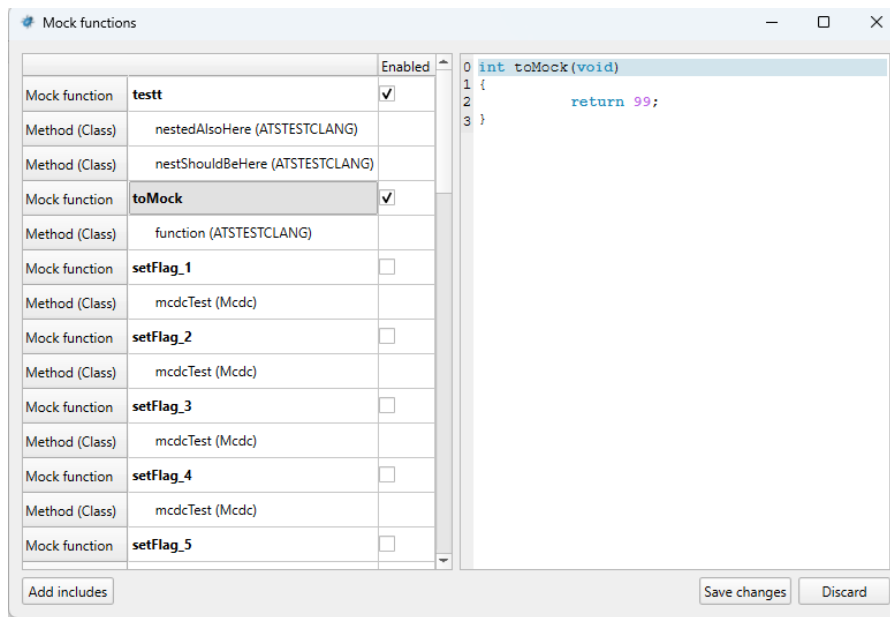 Mock functions
Enabled
Mock function testt
Method (Class) nestedAlsoHere (ATSTESTCLANG)
Method (Class) nestShouldBeHere (ATSTESTCLANG)
Mock function toMock
Method (Class) function (ATSTESTCLANG)
Mock function setFlag_1
Method (Class) mcdcTest (Mcdc)
Mock function setFlag_2
Method (Class) mcdcTest (Mcdc)
Mock function setFlag_3
Method (Class) mcdcTest (Mcdc)
Mock function setFlag_4
Method (Class) mcdcTest (Mcdc)
Mock function setFlag_5
0 int toMock(void)
1 {
2 return 99;
3 }
Add includes
Save changes
Discard